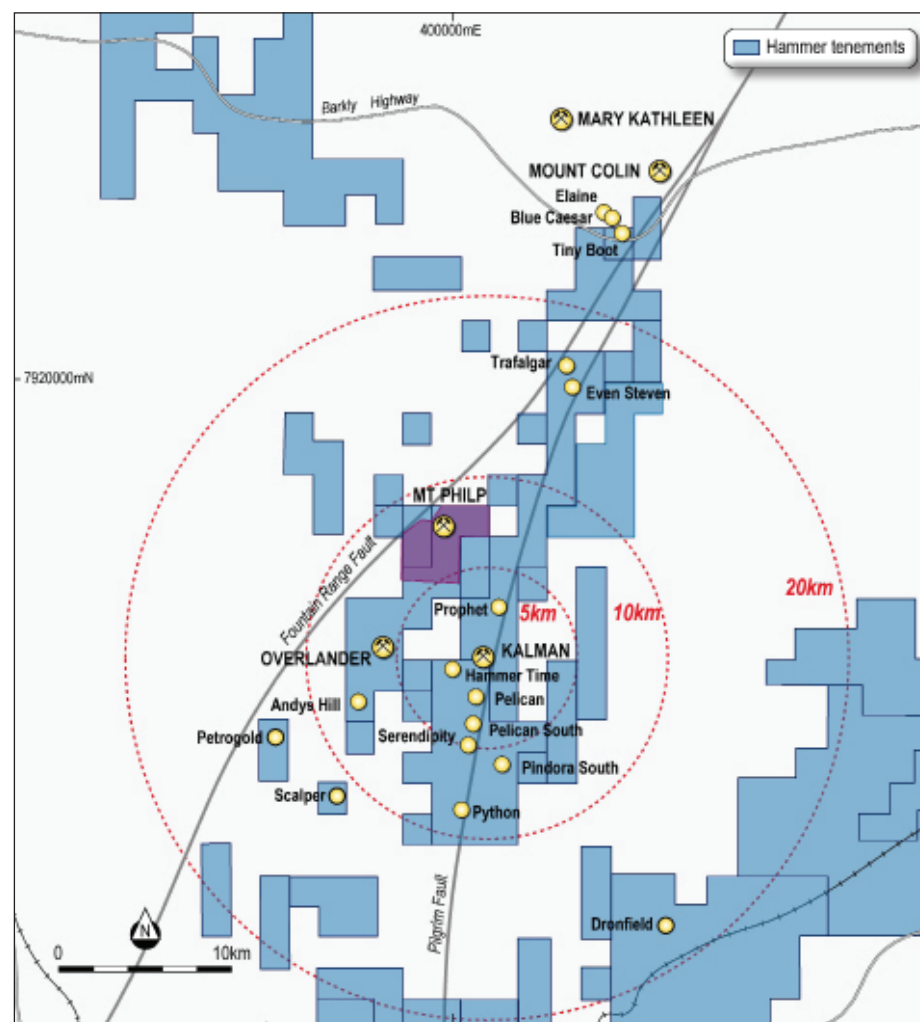 400000mE
Hammer tenements
Barkly Highway
MARY KATHLEEN
MOUNT COLIN
Elaine
Blue Caesar
Tiny Boot
Trafalgar
7920000mN
Even Steven
MT PHILP
Fountain Range Fault
Prophet
5km
10km
20km
OVERLANDER
KALMAN
Hammer Time
Andys Hill
Pelican
Pelican South
Petrogold
Serendipity
Pindora South
Scalper
Python
Pilgrim Fault
Dronfield
N
0
10km